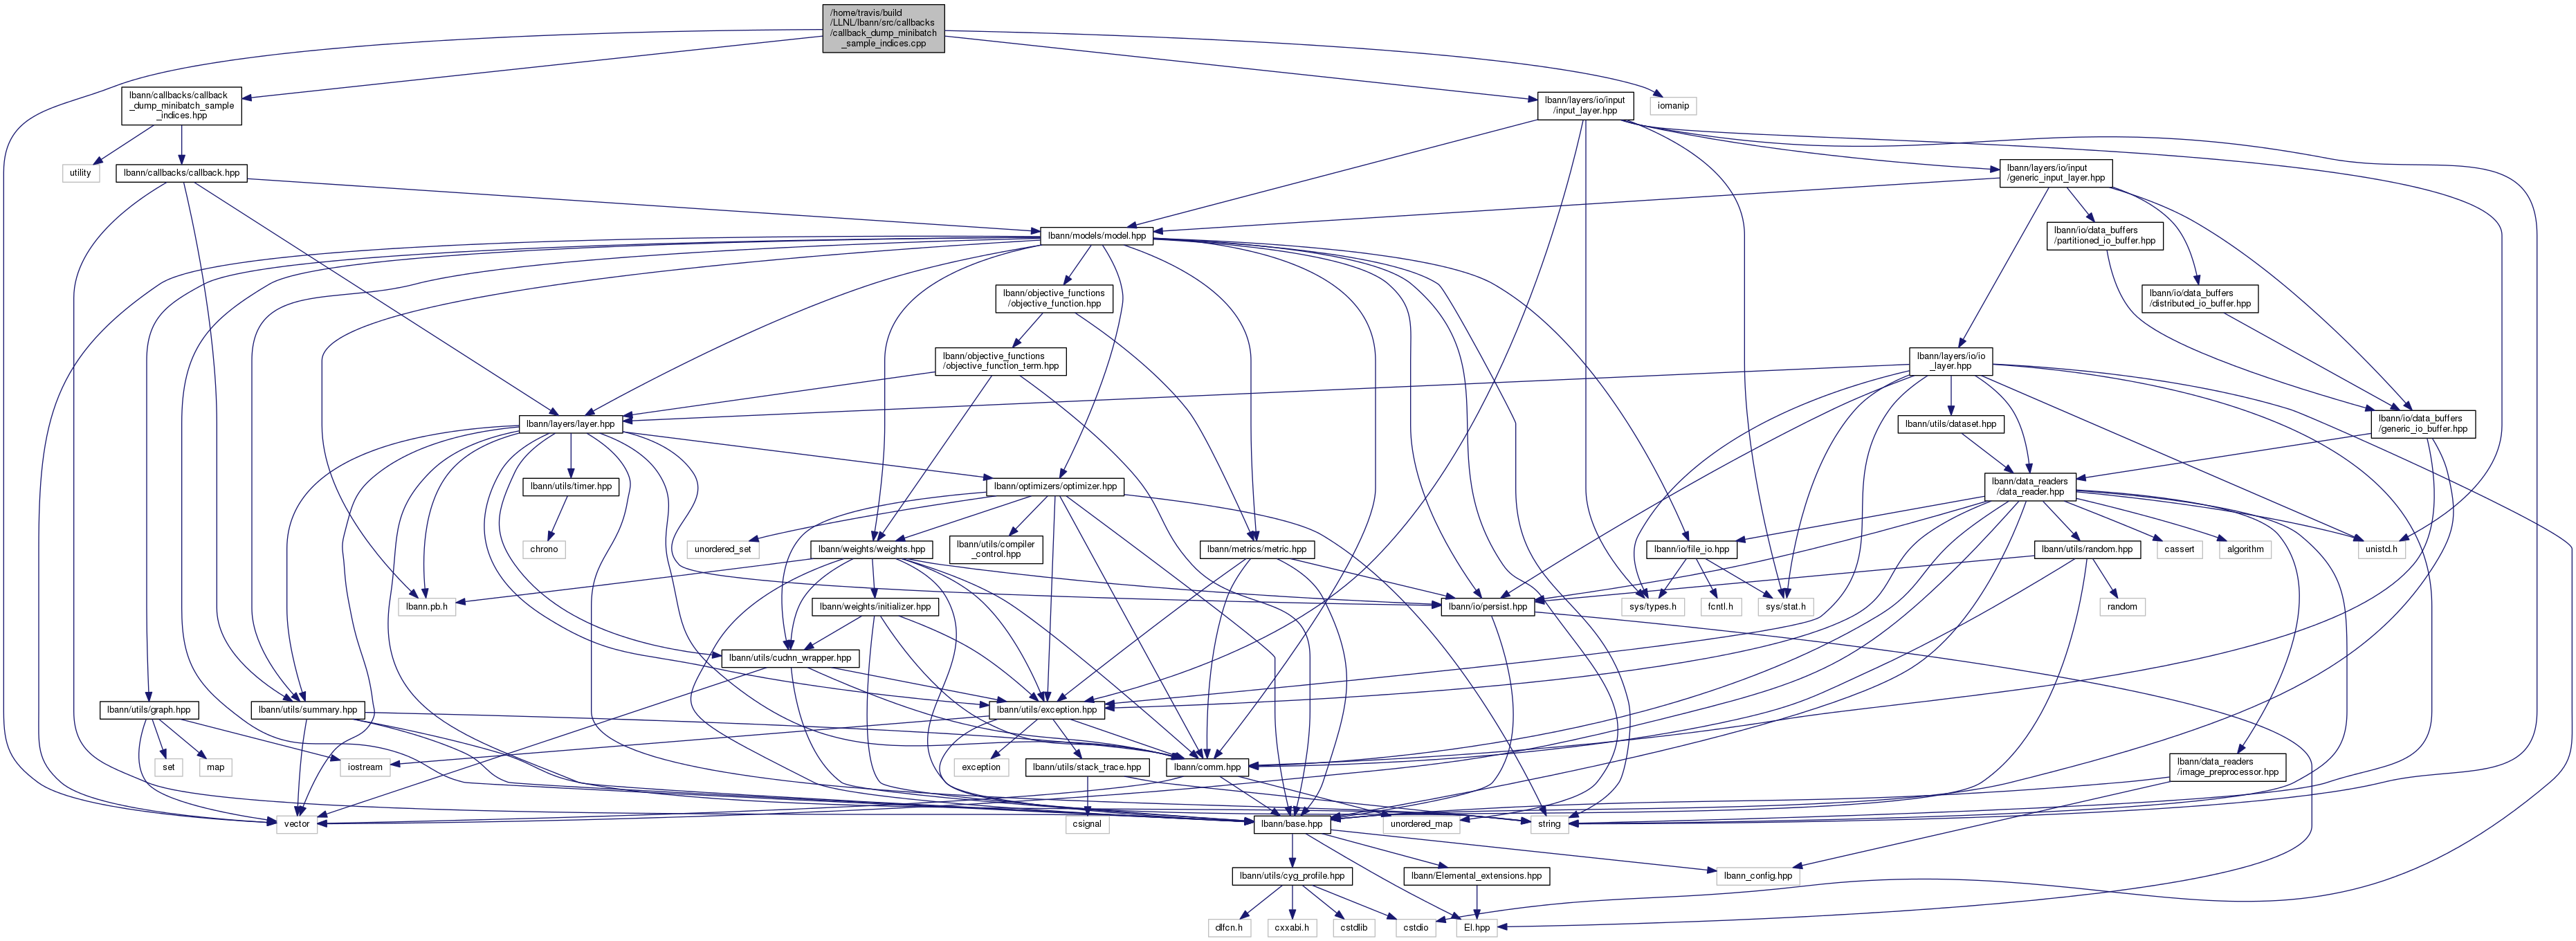 /home/travis/build
/LLNL/lbann/src/callbacks
/callback_dump_minibatch
_sample_indices.cpp
lbann/callbacks/callback
_dump_minibatch_sample
_indices.hpp
lbann/layers/io/input
/input_layer.hpp
iomanip
utility
lbann/callbacks/callback.hpp
lbann/layers/io/input
/generic_input_layer.hpp
lbann/models/model.hpp
lbann/io/data_buffers
/partitioned_io_buffer.hpp
lbann/objective_functions
/objective_function.hpp
lbann/io/data_buffers
/distributed_io_buffer.hpp
lbann/objective_functions
/objective_function_term.hpp
lbann/layers/io/io
_layer.hpp
lbann/layers/layer.hpp
lbann/utils/dataset.hpp
lbann/io/data_buffers
/generic_io_buffer.hpp
lbann/utils/timer.hpp
lbann/optimizers/optimizer.hpp
lbann/data_readers
/data_reader.hpp
chrono
unordered_set
lbann/weights/weights.hpp
lbann/utils/compiler
_control.hpp
lbann/metrics/metric.hpp
lbann/io/file_io.hpp
lbann/utils/random.hpp
cassert
algorithm
unistd.h
lbann.pb.h
lbann/weights/initializer.hpp
lbann/io/persist.hpp
sys/types.h
fcntl.h
sys/stat.h
random
lbann/utils/cudnn_wrapper.hpp
lbann/utils/graph.hpp
lbann/utils/summary.hpp
lbann/utils/exception.hpp
set
map
iostream
exception
lbann/utils/stack_trace.hpp
lbann/comm.hpp
lbann/data_readers
/image_preprocessor.hpp
vector
csignal
lbann/base.hpp
unordered_map
string
lbann/utils/cyg_profile.hpp
lbann/Elemental_extensions.hpp
lbann_config.hpp
dlfcn.h
cxxabi.h
cstdlib
cstdio
El.hpp